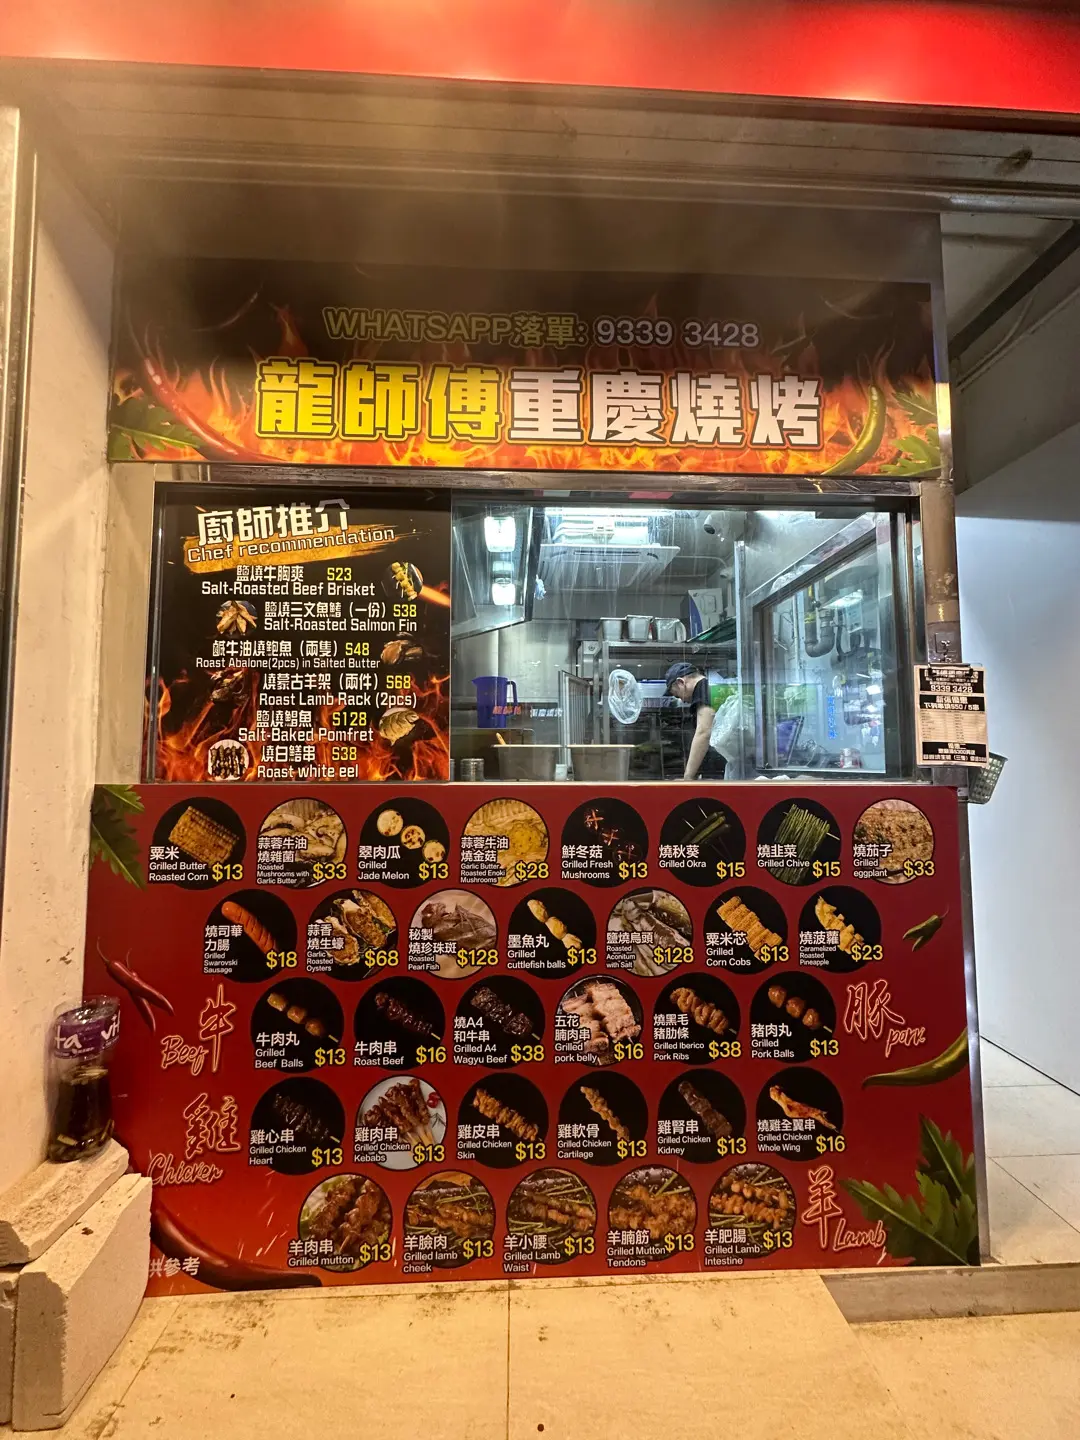 WHATSAPP落單: 9339 3428
龍師傅重慶燒烤
廚師推介
Chef recommendation
鹽燒牛胸爽 $23
Salt-Roasted Beef Brisket
鹽燒三文魚鰭（一份）$38
Salt-Roasted Salmon Fin
鹹牛油燒鮑魚（兩隻）$48
Roast Abalone(2pcs) in Salted Butter
燒蒙古羊架（兩件）$68
Roast Lamb Rack (2pcs)
鹽燒鯧魚 $128
Salt-Baked Pomfret
燒白鱔串 $38
Roast white eel
9339 3428
粟米
Grilled Butter
Roasted Corn $13
蒜蓉牛油
燒雜菌
Roasted
Mushrooms with
Garlic Butter $33
翠肉瓜
Grilled
Jade Melon $13
蒜蓉牛油
燒金菇
Garlic Butter
Roasted Enoki
Mushrooms $28
鮮冬菇
Grilled Fresh
Mushrooms $13
燒秋葵
Grilled Okra $15
燒韭菜
Grilled Chive $15
燒茄子
Grilled
eggplant $33
燒司華
力腸
Grilled
Swarovski
Sausage $18
蒜香
燒生蠔
Garlic
Roasted
Oysters $68
秘製
燒珍珠斑
Roasted
Pearl Fish $128
墨魚丸
Grilled
cuttlefish balls $13
鹽燒烏頭
Roasted
Aconitum
with Salt $128
粟米芯
Grilled
Corn Cobs $13
燒菠蘿
Caramelized
Roasted
Pineapple $23
牛
Beef
牛肉丸
Grilled
Beef Balls $13
牛肉串
Roast Beef $16
燒A4
和牛串
Grilled A4
Wagyu Beef $38
五花
腩肉串
Grilled
pork belly $16
燒黑毛
豬肋條
Grilled Iberico
Pork Ribs $38
豬肉丸
Grilled
Pork Balls $13
豚
pork
雞
Chicken
雞心串
Grilled Chicken
Heart $13
雞肉串
Grilled Chicken
Kebabs $13
雞皮串
Grilled Chicken
Skin $13
雞軟骨
Grilled Chicken
Cartilage $13
雞腎串
Grilled Chicken
Kidney $13
燒雞全翼串
Grilled Chicken
Whole Wing $16
羊肉串
Grilled mutton $13
羊臉肉
Grilled lamb
cheek $13
羊小腰
Grilled Lamb
Waist $13
羊腩筋
Grilled Mutton
Tendons $13
羊肥腸
Grilled Lamb
Intestine $13
羊
Lamb
供參考